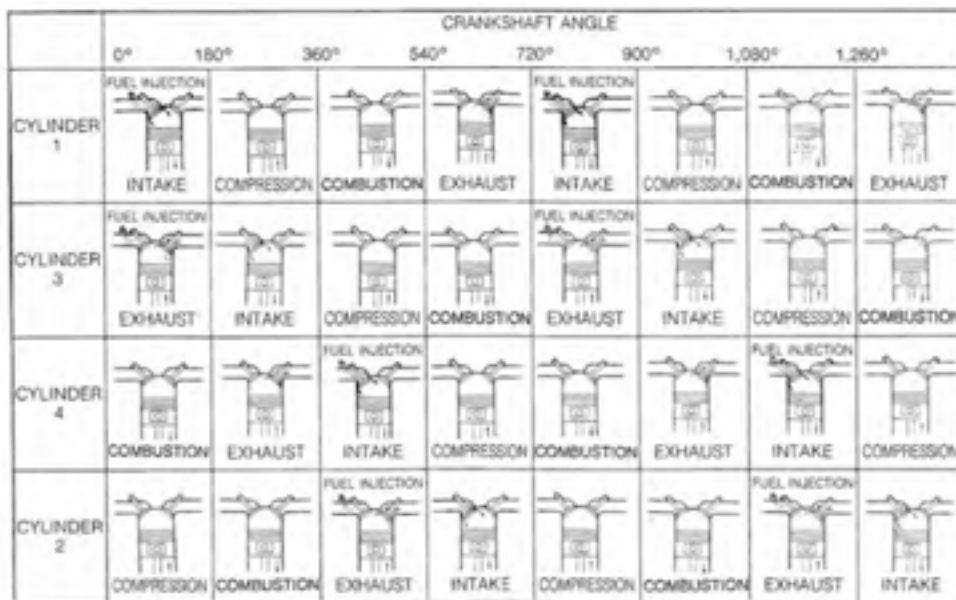 CRANKSHAFT ANGLE
0° 180° 360° 540° 720° 900° 1,080° 1,260°
CYLINDER
1
FUEL INJECTION FUEL INJECTION
INTAKE COMPRESSION COMBUSTION EXHAUST INTAKE COMPRESSION COMBUSTION EXHAUST
CYLINDER
3
FUEL INJECTION FUEL INJECTION
EXHAUST INTAKE COMPRESSION COMBUSTION EXHAUST INTAKE COMPRESSION COMBUSTION
CYLINDER
4
FUEL INJECTION FUEL INJECTION
COMBUSTION EXHAUST INTAKE COMPRESSION COMBUSTION EXHAUST INTAKE COMPRESSION
CYLINDER
2
FUEL INJECTION FUEL INJECTION
COMPRESSION COMBUSTION EXHAUST INTAKE COMPRESSION COMBUSTION EXHAUST INTAKE